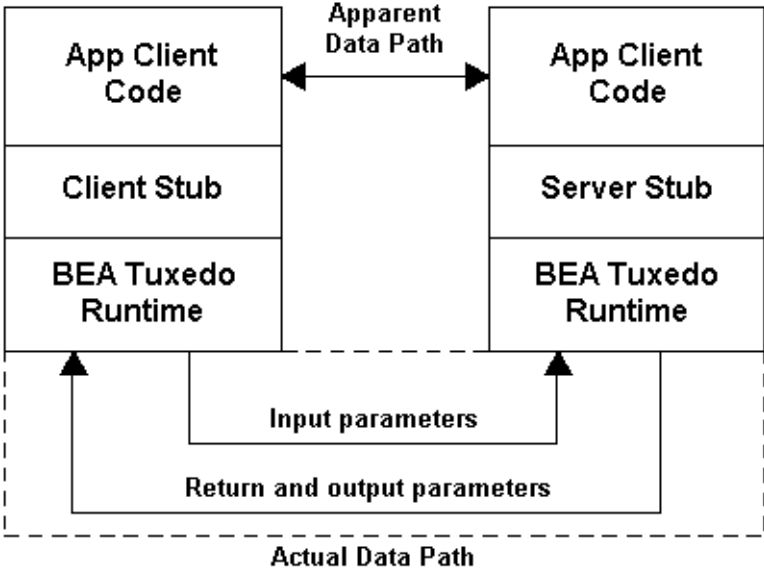 Apparent
Data Path
App Client
Code
App Client
Code
Client Stub
Server Stub
BEA Tuxedo
Runtime
BEA Tuxedo
Runtime
Input parameters
Return and output parameters
Actual Data Path